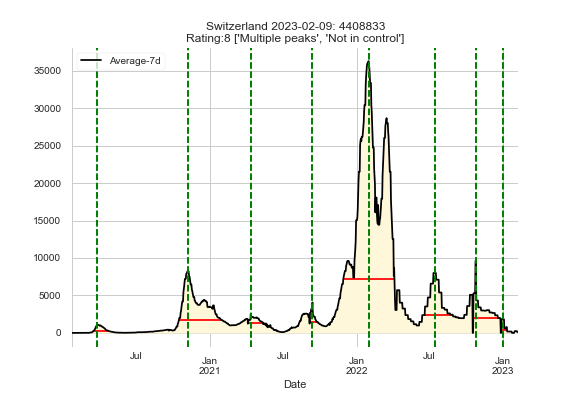 Switzerland 2023-02-09: 4408833
Rating:8 ['Multiple peaks', 'Not in control']
Average-7d
35000
30000
25000
20000
15000
10000
5000
0
Jul
Jan
2021
Jul
Jan
2022
Jul
Jan
2023
Date